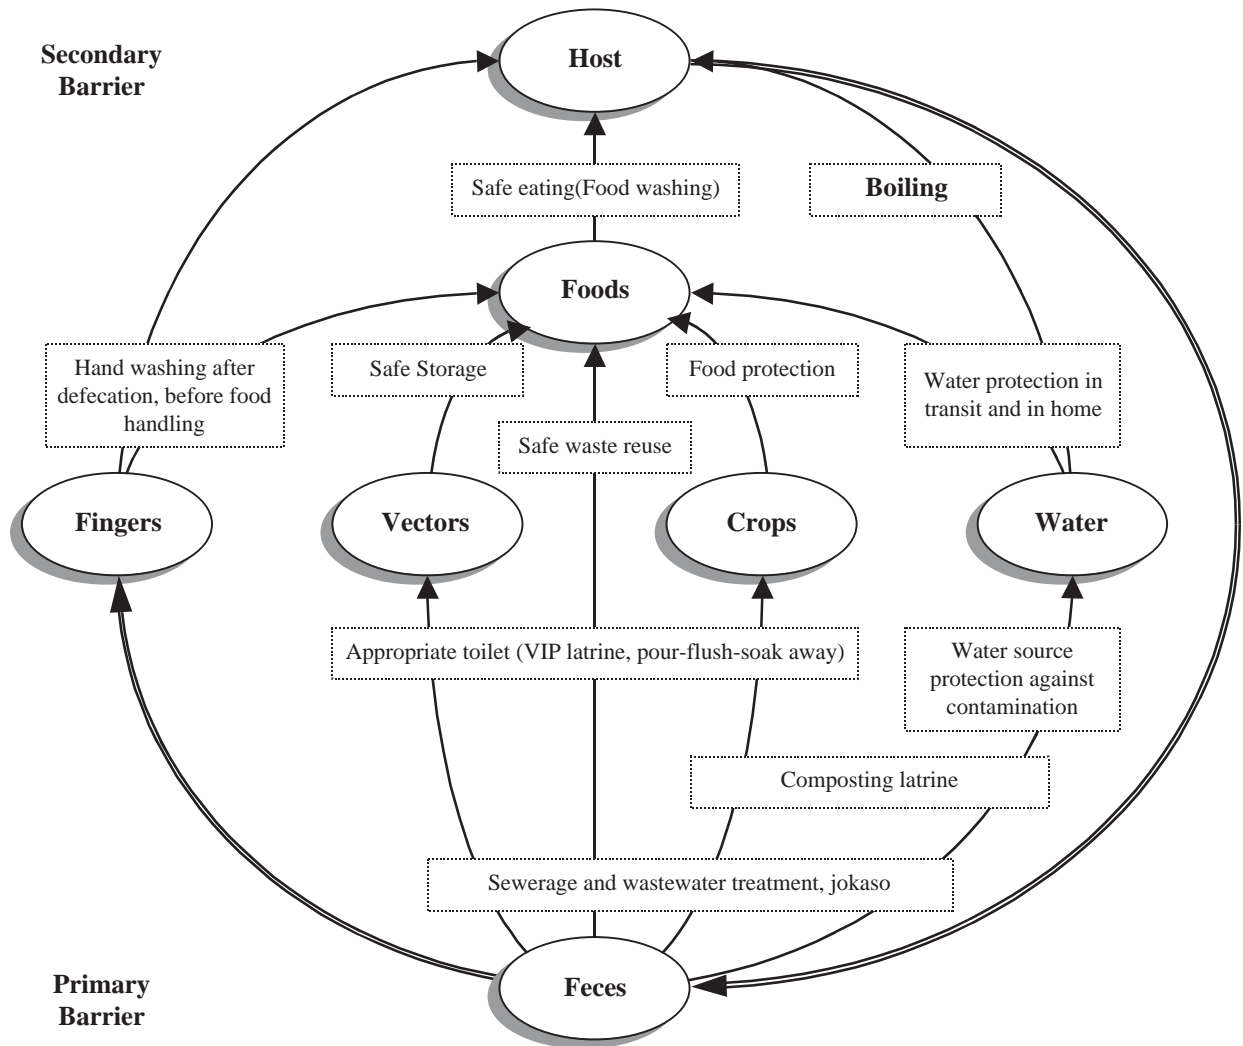 Secondary
Barrier
Host
Safe eating(Food washing)
Boiling
Foods
Hand washing after
defecation, before food
handling
Safe Storage
Food protection
Water protection in
transit and in home
Safe waste reuse
Fingers
Vectors
Crops
Water
Appropriate toilet (VIP latrine, pour-flush-soak away)
Water source
protection against
contamination
Composting latrine
Sewerage and wastewater treatment, jokaso
Primary
Barrier
Feces